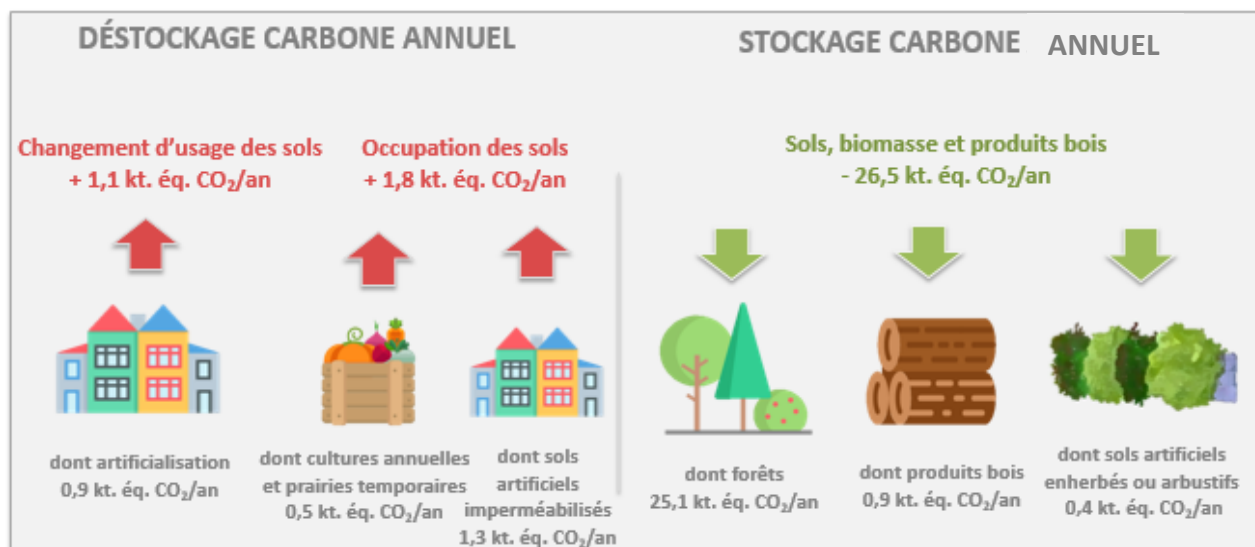 DÉSTOCKAGE CARBONE ANNUEL
STOCKAGE CARBONE ANNUEL
Changement d'usage des sols
+ 1,1 kt. éq. CO₂/an
Occupation des sols
+ 1,8 kt. éq. CO₂/an
Sols, biomasse et produits bois
- 26,5 kt. éq. CO₂/an
dont artificialisation
0,9 kt. éq. CO₂/an
dont cultures annuelles
et prairies temporaires
0,5 kt. éq. CO₂/an
dont sols
artificiels
imperméabilisés
1,3 kt. éq. CO₂/an
dont forêts
25,1 kt. éq. CO₂/an
dont produits bois
0,9 kt. éq. CO₂/an
dont sols artificiels
enherbés ou arbustifs
0,4 kt. éq. CO₂/an